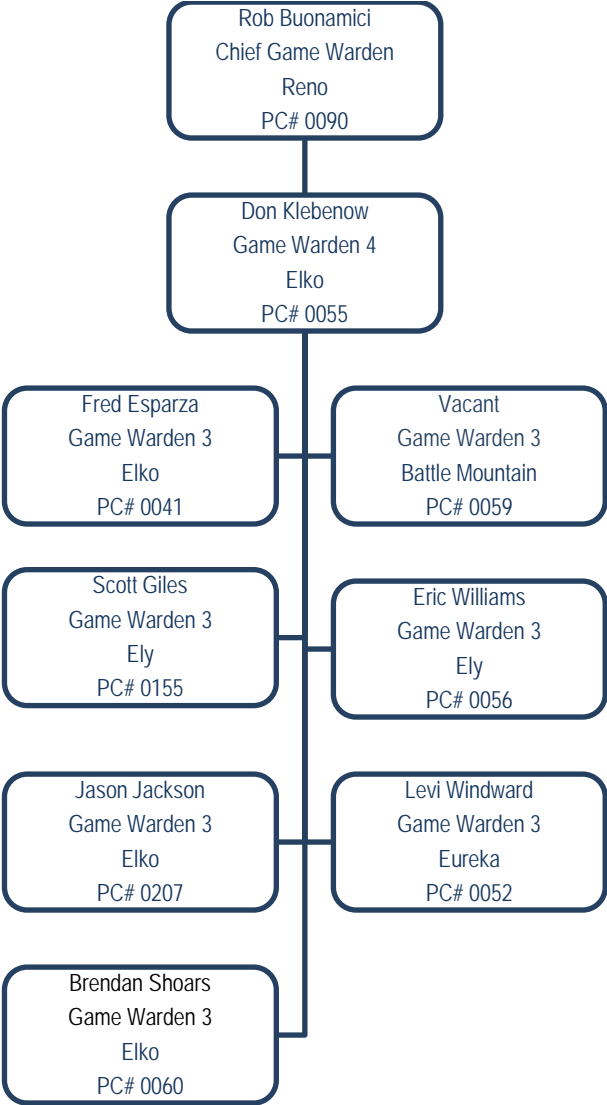 Rob Buonamici
Chief Game Warden
Reno
PC# 0090
Don Klebenow
Game Warden 4
Elko
PC# 0055
Fred Esparza
Game Warden 3
Elko
PC# 0041
Vacant
Game Warden 3
Battle Mountain
PC# 0059
Scott Giles
Game Warden 3
Ely
PC# 0155
Eric Williams
Game Warden 3
Ely
PC# 0056
Jason Jackson
Game Warden 3
Elko
PC# 0207
Levi Windward
Game Warden 3
Eureka
PC# 0052
Brendan Shoars
Game Warden 3
Elko
PC# 0060